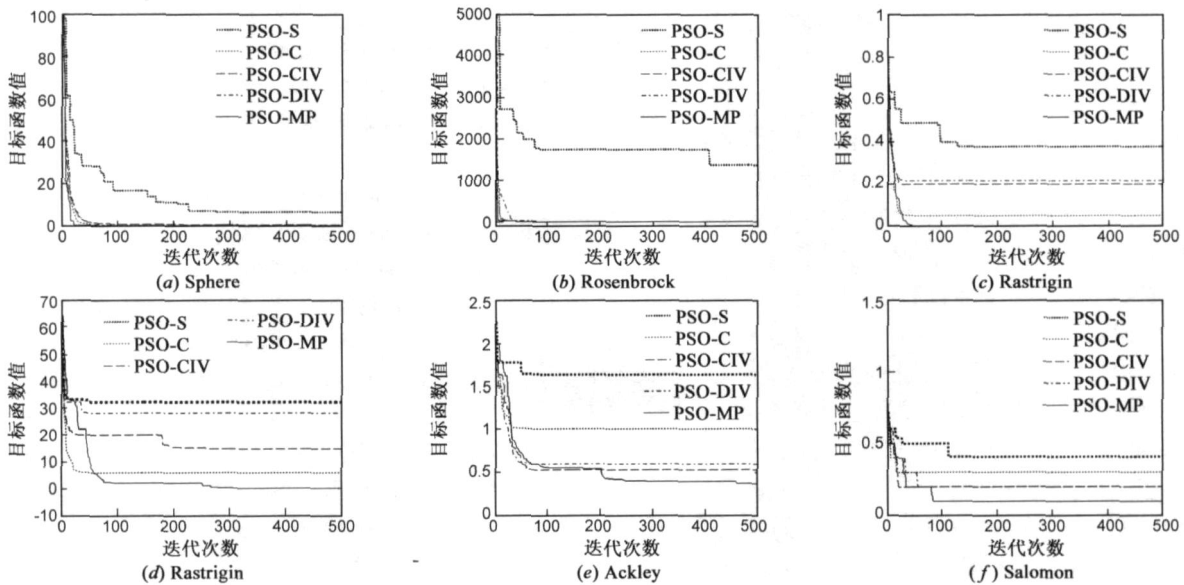 100
80
60
40
20
0
目标函数值
0 100 200 300 400 500
迭代次数
PSO-S
PSO-C
PSO-CIV
PSO-DIV
PSO-MP
(a) Sphere
5000
4000
3000
2000
1000
0
目标函数值
0 100 200 300 400 500
迭代次数
PSO-S
PSO-C
PSO-CIV
PSO-DIV
PSO-MP
(b) Rosenbrock
1
0.8
0.6
0.4
0.2
0
目标函数值
0 100 200 300 400 500
迭代次数
PSO-S
PSO-C
PSO-CIV
PSO-DIV
PSO-MP
(c) Rastrigin
70
60
50
40
30
20
10
0
-10
目标函数值
0 100 200 300 400 500
迭代次数
PSO-S
PSO-C
PSO-CIV
PSO-DIV
PSO-MP
(d) Rastrigin
2.5
2
1.5
1
0.5
0
目标函数值
0 100 200 300 400 500
迭代次数
PSO-S
PSO-C
PSO-CIV
PSO-DIV
PSO-MP
(e) Ackley
1.5
1
0.5
0
目标函数值
0 100 200 300 400 500
迭代次数
PSO-S
PSO-C
PSO-CIV
PSO-DIV
PSO-MP
(f) Salomon